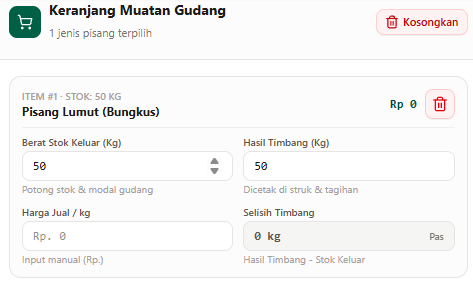 Keranjang Muatan Gudang
1 jenis pisang terpilih
Kosongkan
ITEM #1 · STOK: 50 KG
Pisang Lumut (Bungkus)
Rp 0
Berat Stok Keluar (Kg)
Hasil Timbang (Kg)
50
50
Potong stok & modal gudang
Dicetak di struk & tagihan
Harga Jual / kg
Selisih Timbang
Rp. 0
0 kg
Pas
Input manual (Rp.)
Hasil Timbang - Stok Keluar